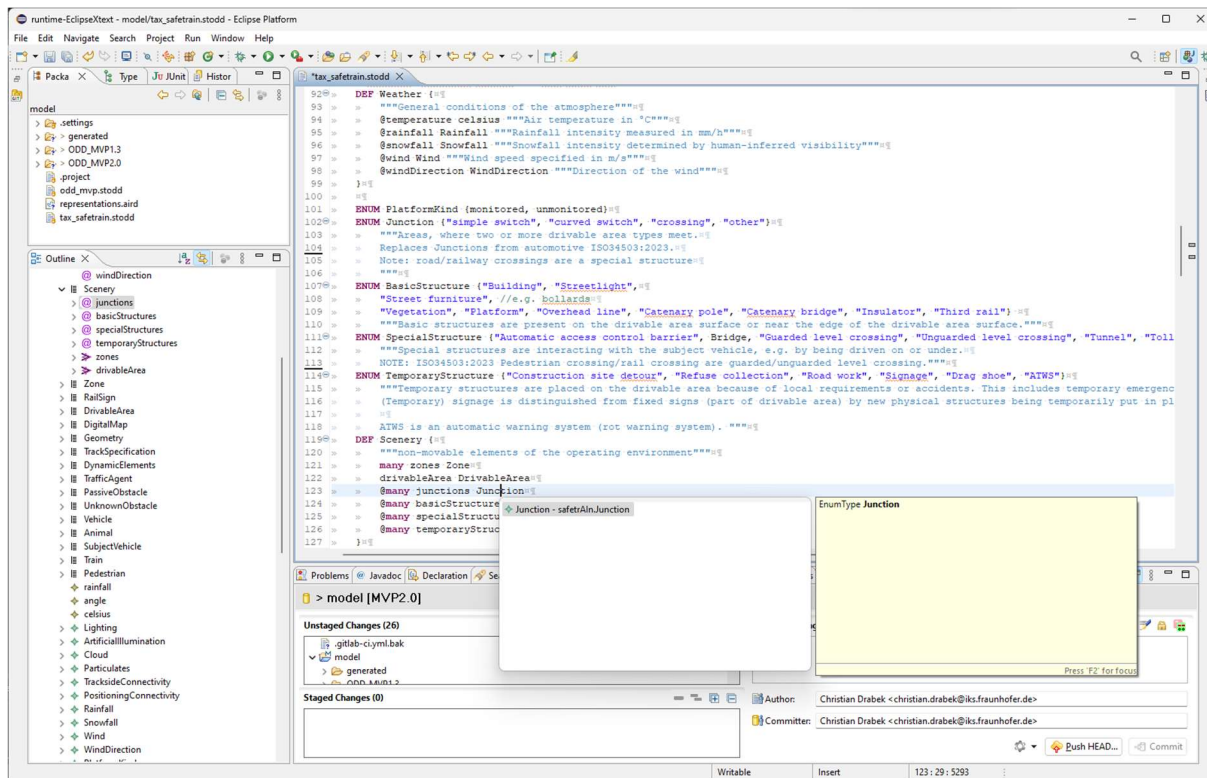 runtime-EclipseXtext - model/tax_safetrain.stodd - Eclipse Platform
File Edit Navigate Search Project Run Window Help
Packa Type JUnit Histor
model
.settings
> generated
> ODD_MVP1.3
> ODD_MVP2.0
.project
odd_mvp.stodd
representations.aird
tax_safetrain.stodd
Outline
windDirection
Scenery
junctions
basicStructures
specialStructures
temporaryStructures
zones
drivableArea
Zone
RailSign
DrivableArea
DigitalMap
Geometry
TrackSpecification
DynamicElements
TrafficAgent
PassiveObstacle
UnknownObstacle
Vehicle
Animal
SubjectVehicle
Train
Pedestrian
rainfall
angle
celsius
Lighting
ArtificialIllumination
Cloud
Particulates
TracksideConnectivity
PositioningConnectivity
Rainfall
Snowfall
Wind
WindDirection
*tax_safetrain.stodd
92 DEF Weather {
93 """General conditions of the atmosphere"""
94 @temperature celsius """Air temperature in °C"""
95 @rainfall Rainfall """Rainfall intensity measured in mm/h"""
96 @snowfall Snowfall """Snowfall intensity determined by human-inferred visibility"""
97 @wind Wind """Wind speed specified in m/s"""
98 @windDirection WindDirection """Direction of the wind"""
99 }
100
101 ENUM PlatformKind {monitored, unmonitored}
102 ENUM Junction {"simple switch", "curved switch", "crossing", "other"}
103 """Areas, where two or more drivable area types meet.
104 Replaces Junctions from automotive ISO34503:2023.
105 Note: road/railway crossings are a special structure
106 """
107 ENUM BasicStructure {"Building", "Streetlight",
108 "Street furniture", //e.g. bollards
109 "Vegetation", "Platform", "Overhead line", "Catenary pole", "Catenary bridge", "Insulator", "Third rail"}
110 """Basic structures are present on the drivable area surface or near the edge of the drivable area surface."""
111 ENUM SpecialStructure {"Automatic access control barrier", Bridge, "Guarded level crossing", "Unguarded level crossing", "Tunnel", "Toll
112 """Special structures are interacting with the subject vehicle, e.g. by being driven on or under.
113 NOTE: ISO34503:2023 Pedestrian crossing/rail crossing are guarded/unguarded level crossing."""
114 ENUM TemporaryStructure {"Construction site detour", "Refuse collection", "Road work", "Signage", "Drag shoe", "ATWS"}
115 """Temporary structures are placed on the drivable area because of local requirements or accidents. This includes temporary emergenc
116 (Temporary) signage is distinguished from fixed signs (part of drivable area) by new physical structures being temporarily put in pl
117
118 ATWS is an automatic warning system (rot warning system). """
119 DEF Scenery {
120 """non-movable elements of the operating environment"""
121 many zones Zone
122 drivableArea DrivableArea
123 @many junctions Junction
124 @many basicStructure
125 @many specialStructu
126 @many temporaryStruc
127 }
Junction - safetrAIn.Junction
EnumType Junction
Press 'F2' for focus
Problems Javadoc Declaration Se
> model [MVP2.0]
Unstaged Changes (26)
.gitlab-ci.yml.bak
model
generated
ODD_MVP1.3
Staged Changes (0)
Author: Christian Drabek <christian.drabek@iks.fraunhofer.de>
Committer: Christian Drabek <christian.drabek@iks.fraunhofer.de>
Push HEAD... Commit
Writable Insert 123 : 29 : 5293